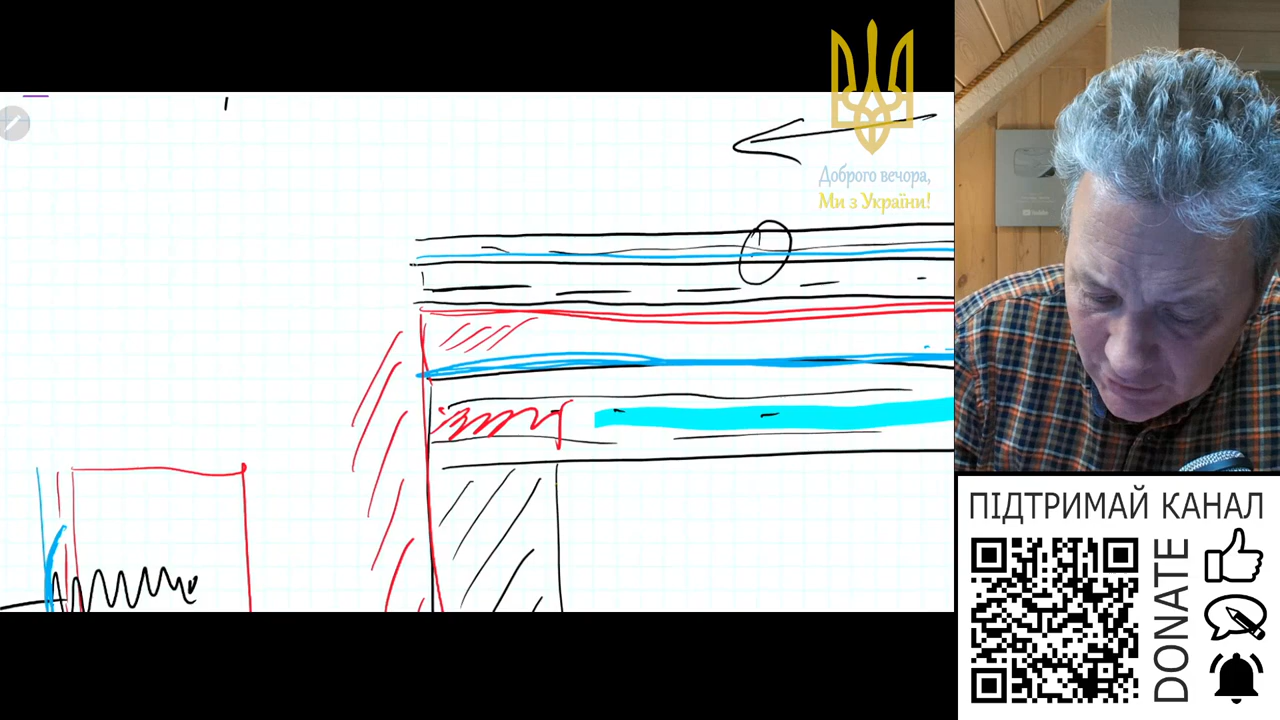 Доброго вечора,
Ми з України!
ПІДТРИМАЙ КАНАЛ
DONATE